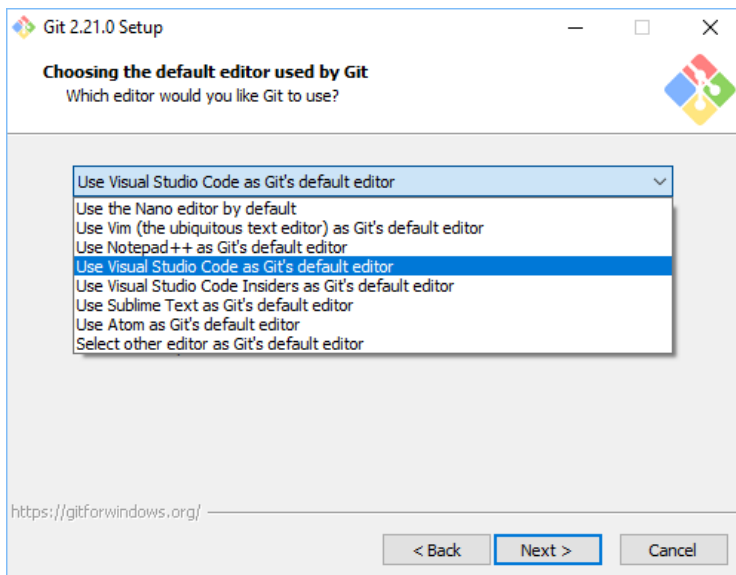 Git 2.21.0 Setup
Choosing the default editor used by Git
Which editor would you like Git to use?
Use Visual Studio Code as Git's default editor
Use the Nano editor by default
Use Vim (the ubiquitous text editor) as Git's default editor
Use Notepad++ as Git's default editor
Use Visual Studio Code as Git's default editor
Use Visual Studio Code Insiders as Git's default editor
Use Sublime Text as Git's default editor
Use Atom as Git's default editor
Select other editor as Git's default editor
https://gitforwindows.org/
< Back Next > Cancel